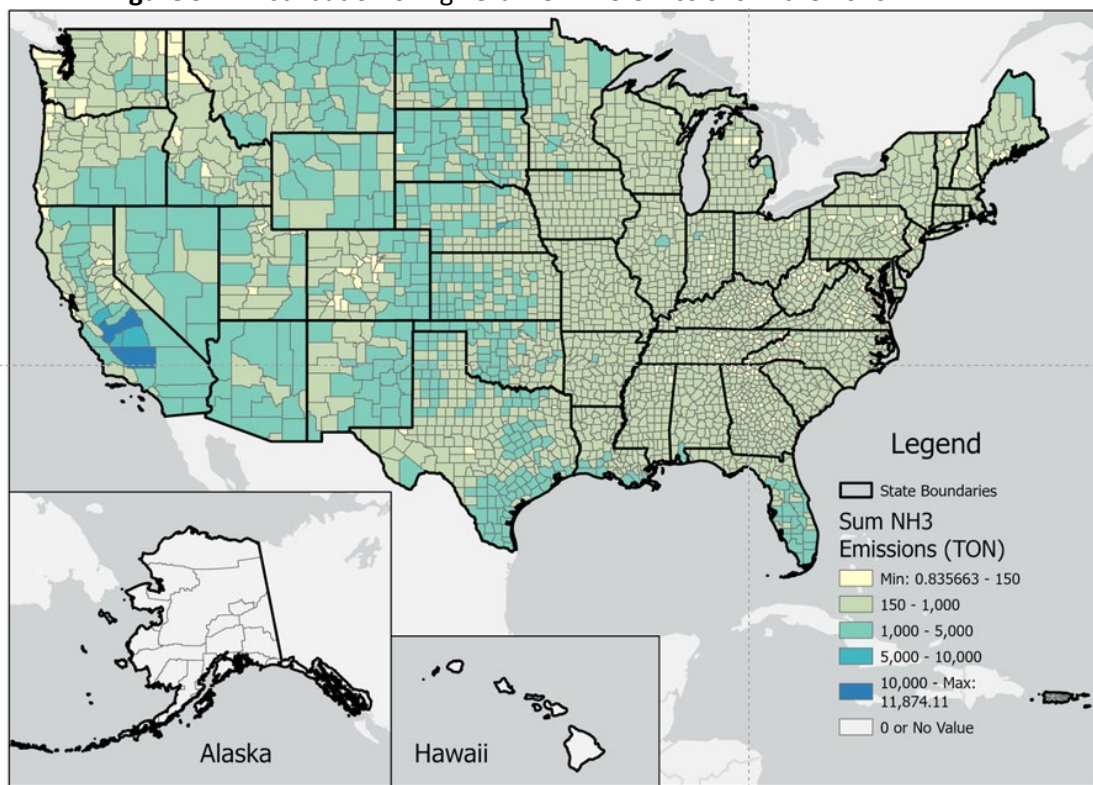 Legend
State Boundaries
Sum NH3
Emissions (TON)
Min: 0.835663 - 150
150 - 1,000
1,000 - 5,000
5,000 - 10,000
10,000 - Max:
11,874.11
0 or No Value
Alaska
Hawaii